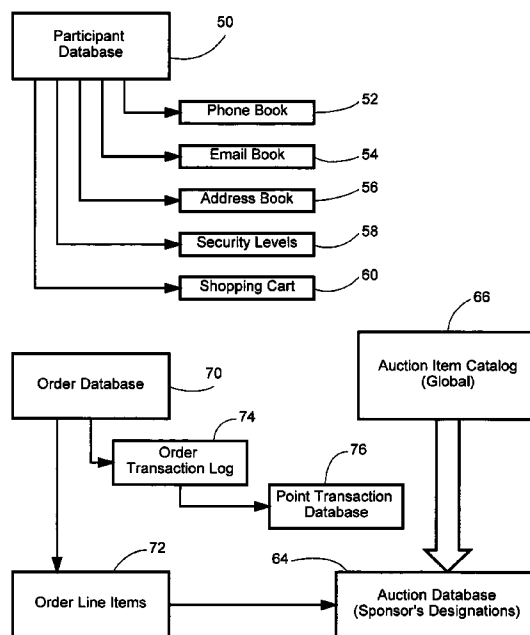 Participant
Database
50
Phone Book
52
Email Book
54
Address Book
56
Security Levels
58
Shopping Cart
60
66
Auction Item Catalog
(Global)
Order Database
70
74
Order
Transaction Log
76
Point Transaction
Database
72
Order Line Items
64
Auction Database
(Sponsor's Designations)